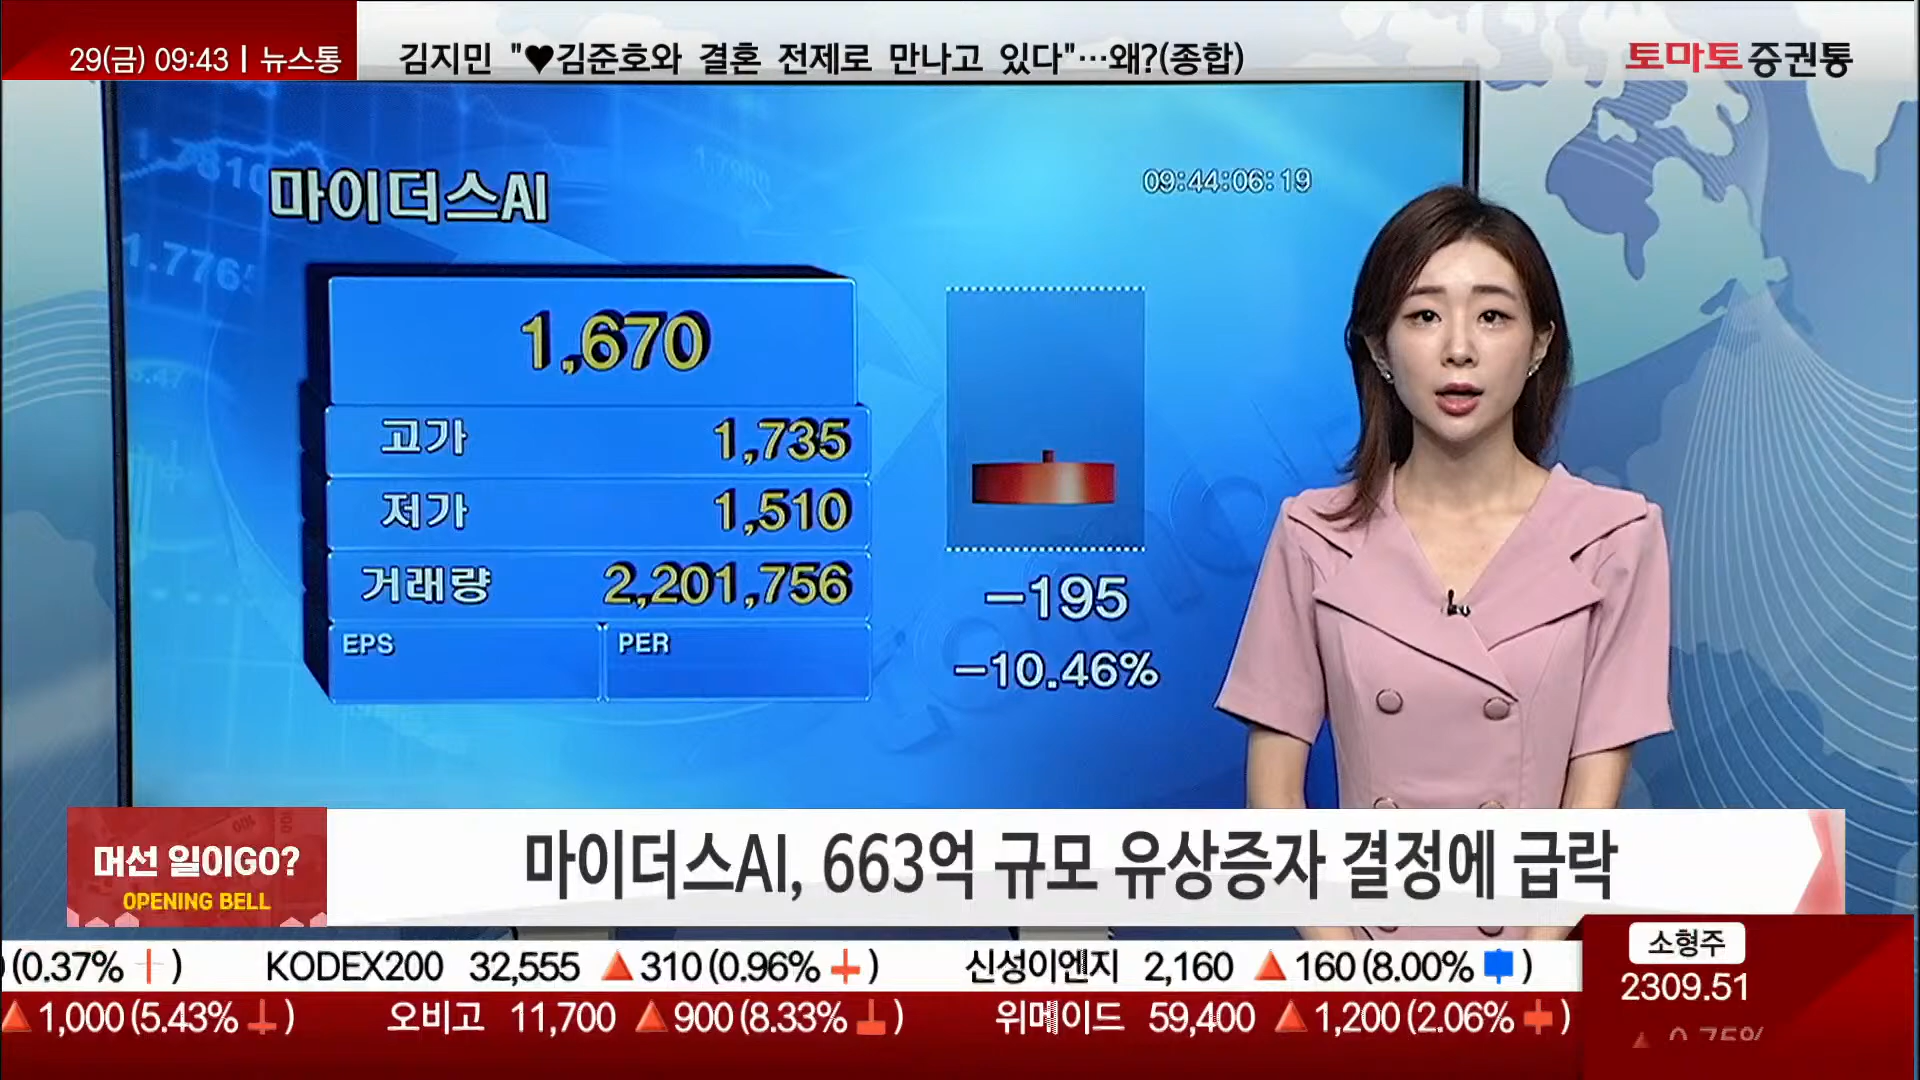 29(금) 09:43 | 뉴스통
김지민 "♥김준호와 결혼 전제로 만나고 있다"…왜?(종합)
토마토증권통
마이더스AI
09:44:06:19
1,670
고가 1,735
저가 1,510
거래량 2,201,756
EPS PER
-195
-10.46%
머선 일이GO?
OPENING BELL
마이더스AI, 663억 규모 유상증자 결정에 급락
(0.37% ) KODEX200 32,555 ▲310(0.96% ) 신성이엔지 2,160 ▲160(8.00% )
▲1,000(5.43% ) 오비고 11,700 ▲900(8.33% ) 위메이드 59,400 ▲1,200(2.06% )
소형주
2309.51